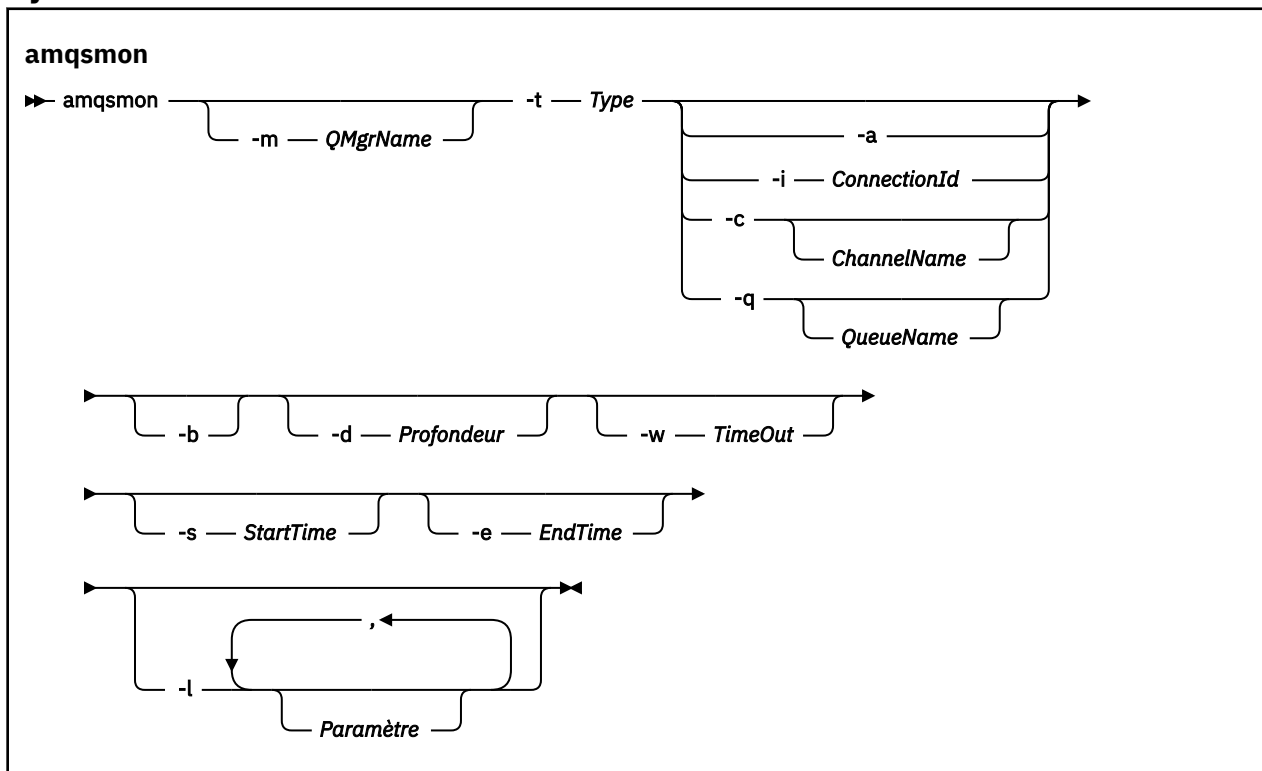 amqsmon
amqsmon -t Type
-m QMgrName
-a
-i ConnectionId
-c
ChannelName
-q
QueueName
-b -d Profondeur -w TimeOut
-s StartTime -e EndTime
,
-l
Paramètre